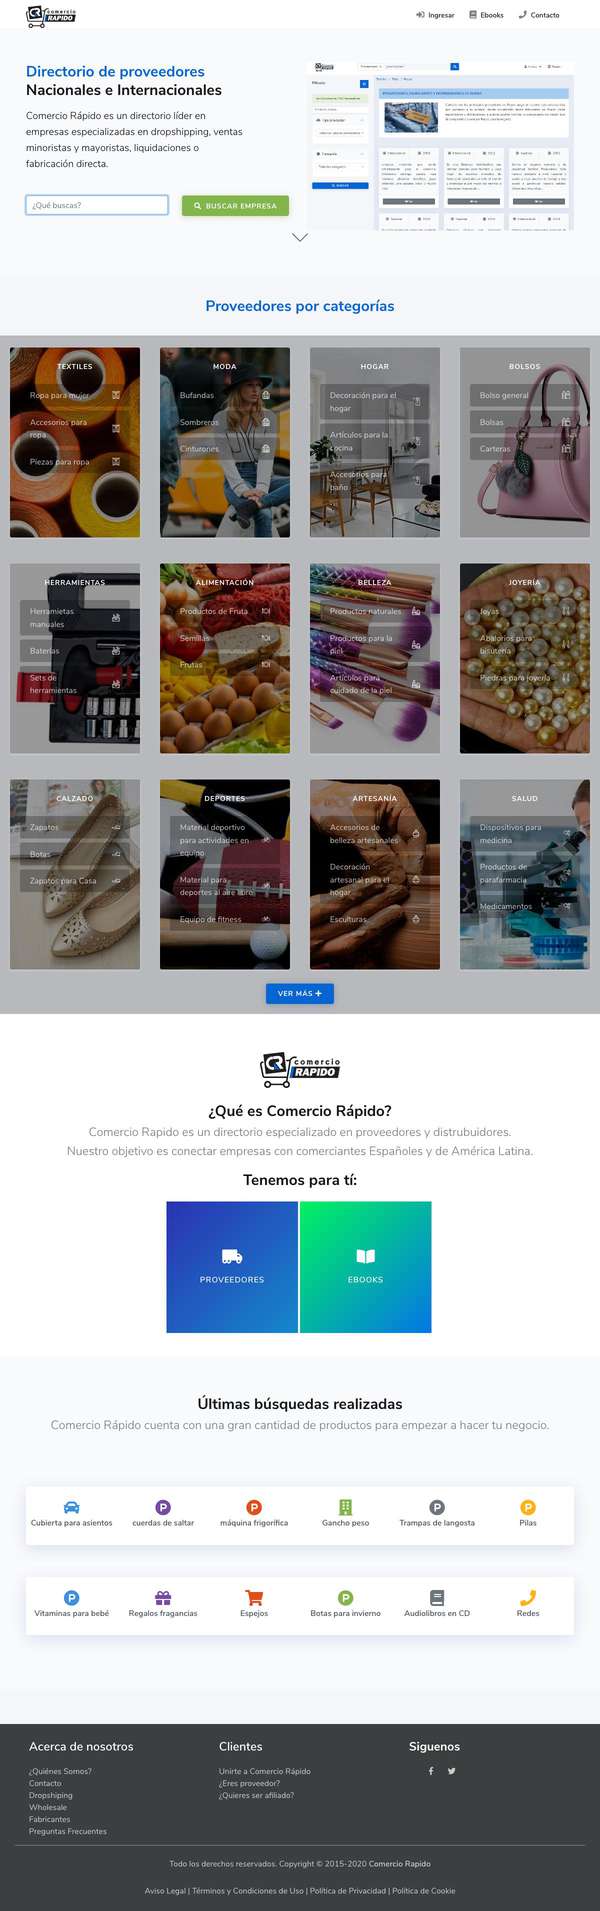 comercio
RAPIDO
Ingresar
Ebooks
Contacto
Directorio de proveedores
Nacionales e Internacionales
Comercio Rápido es un directorio líder en
empresas especializadas en dropshipping, ventas
minoristas y mayoristas, liquidaciones o
fabricación directa.
¿Qué buscas?
BUSCAR EMPRESA
Proveedores por categorías
TEXTILES
Ropa para mujer
Accesorios para
ropa
Piezas para ropa
MODA
Bufandas
Sombreros
Cinturones
HOGAR
Decoración para el
hogar
Artículos para la
cocina
Accesorios para
baño
BOLSOS
Bolso general
Bolsas
Carteras
HERRAMIENTAS
Herramietas
manuales
Baterías
Sets de
herramientas
ALIMENTACIÓN
Productos de Fruta
Semillas
Frutas
BELLEZA
Productos naturales
Productos para la
piel
Artículos para
cuidado de la piel
JOYERÍA
Joyas
Abalorios para
bisutería
Piedras para joyería
CALZADO
Zapatos
Botas
Zapatos para Casa
DEPORTES
Material deportivo
para actividades en
equipo
Material para
deportes al aire libre
Equipo de fitness
ARTESANÍA
Accesorios de
belleza artesanales
Decoración
artesanal para el
hogar
Esculturas
SALUD
Dispositivos para
medicina
Productos de
parafarmacia
Medicamentos
VER MÁS +
comercio
RAPIDO
¿Qué es Comercio Rápido?
Comercio Rapido es un directorio especializado en proveedores y distrubuidores.
Nuestro objetivo es conectar empresas con comerciantes Españoles y de América Latina.
Tenemos para tí:
PROVEEDORES
EBOOKS
Últimas búsquedas realizadas
Comercio Rápido cuenta con una gran cantidad de productos para empezar a hacer tu negocio.
Cubierta para asientos
cuerdas de saltar
máquina frigorífica
Gancho peso
Trampas de langosta
Pilas
Vitaminas para bebé
Regalos fragancias
Espejos
Botas para invierno
Audiolibros en CD
Redes
Acerca de nosotros
¿Quiénes Somos?
Contacto
Dropshiping
Wholesale
Fabricantes
Preguntas Frecuentes
Clientes
Unirte a Comercio Rápido
¿Eres proveedor?
¿Quieres ser afiliado?
Siguenos
Todo los derechos reservados. Copyright © 2015-2020 Comercio Rapido
Aviso Legal | Términos y Condiciones de Uso | Política de Privacidad | Política de Cookie